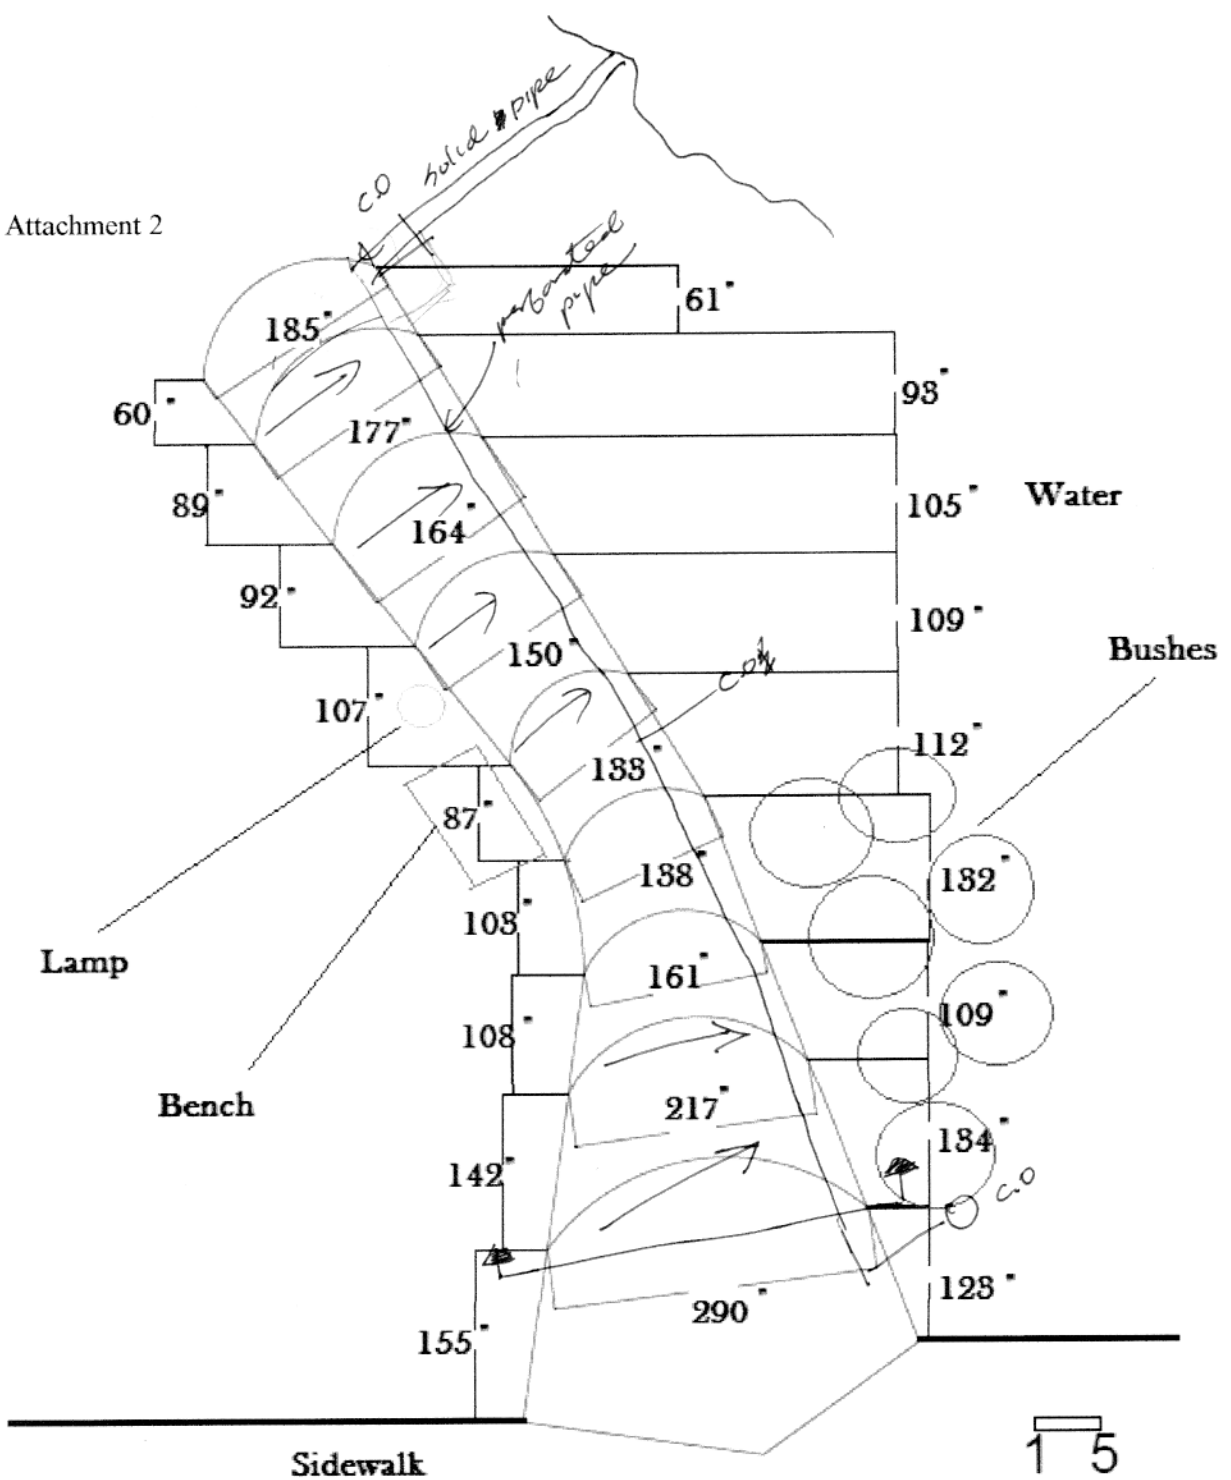 solid pipe
C.O
Attachment 2
perforated
pipe
61"
185"
93"
60"
177"
89"
164"
105"
Water
92"
109"
150"
Bushes
107"
C.O
112"
133"
87"
138"
132"
103"
Lamp
161"
109"
108"
Bench
217"
134"
142"
C.O
123"
290"
155"
Sidewalk
1 5